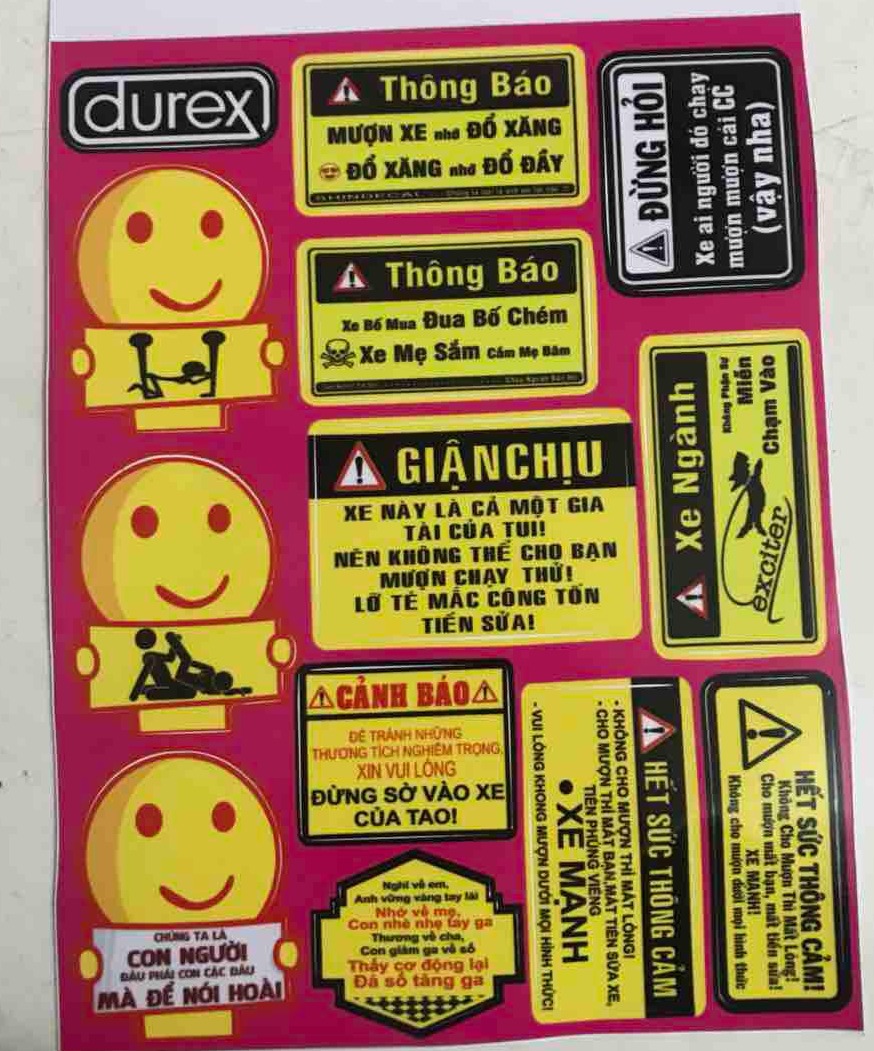 durex
Thông Báo
MƯỢN XE nhớ ĐỔ XĂNG
ĐỔ XĂNG nhớ ĐỔ ĐẦY
SHINDECAL
ĐỪNG HỎI
Xe ai người đó chạy
mượn mượn cái CC
(vậy nha)
Thông Báo
Xe Bố Mua Đua Bố Chém
Xe Mẹ Sắm Cấm Mẹ Băm
Xe Ngành
Không Phận Sự
Miễn
Chạm Vào
exciter
GIẬNCHỊU
XE NÀY LÀ CẢ MỘT GIA
TÀI CỦA TUI!
NÊN KHÔNG THỂ CHO BẠN
MƯỢN CHẠY THỬ!
LỠ TÉ MẮC CÔNG TỐN
TIỀN SỬA!
CẢNH BÁO
ĐỂ TRÁNH NHỮNG
THƯƠNG TÍCH NGHIÊM TRỌNG,
XIN VUI LÒNG
ĐỪNG SỜ VÀO XE
CỦA TAO!
HẾT SỨC THÔNG CẢM
- KHÔNG CHO MƯỢN THÌ MẤT LÒNG!
- CHO MƯỢN THÌ MẤT BẠN,MẤT TIỀN SỬA XE,
TIỀN PHÚNG VIẾNG
● XE MẠNH
- VUI LÒNG KHÔNG MƯỢN DƯỚI MỌI HÌNH THỨC!
HẾT SỨC THÔNG CẢM!
Không Cho Mượn Thì Mất Lòng!
Cho mượn mất bạn, mất tiền sửa!
XE MẠNH!
Không cho mượn dưới mọi hình thức
CHÚNG TA LÀ
CON NGƯỜI
ĐÂU PHẢI CON CẶC ĐÂU
MÀ ĐỂ NÓI HOÀI
Nghĩ về em,
Anh vững vàng tay lái
Nhớ về mẹ,
Con nhè nhẹ tay ga
Thương về cha,
Con giảm ga về số
Thấy cơ động lại
Đá số tăng ga